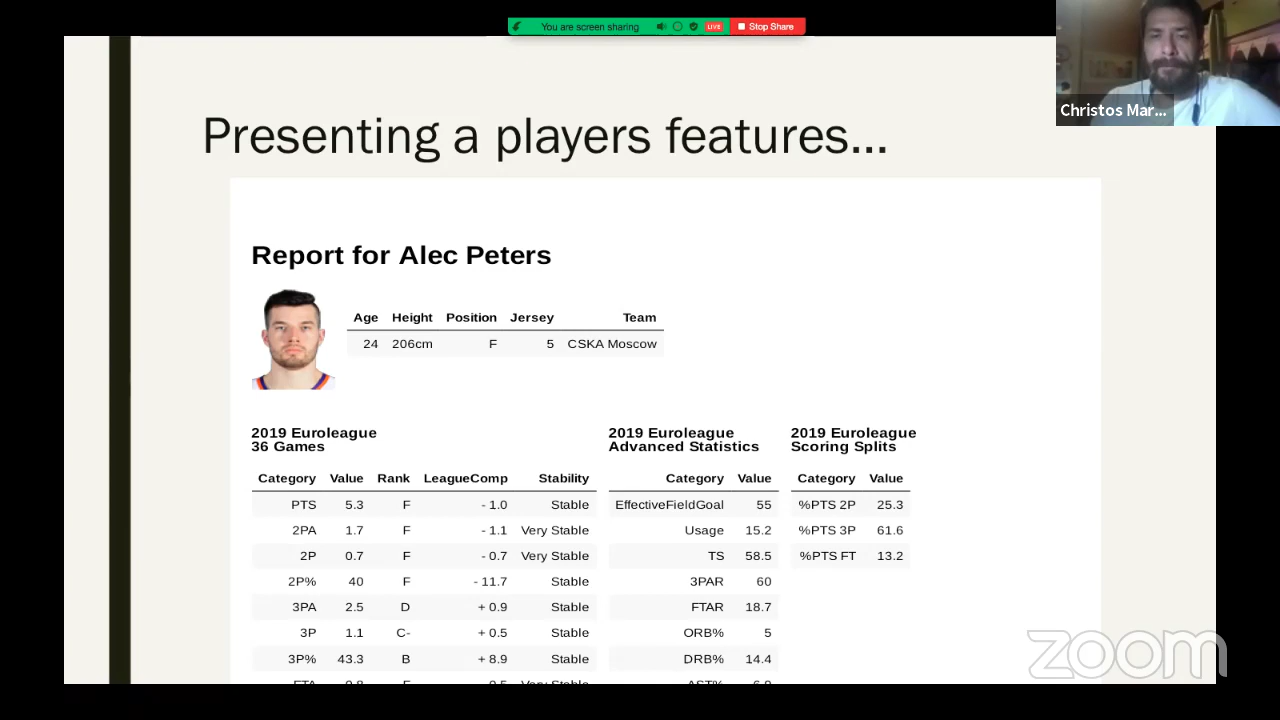 You are screen sharing LIVE Stop Share
Christos Mar...
Presenting a players features...
Report for Alec Peters
Age Height Position Jersey Team
24 206cm F 5 CSKA Moscow
2019 Euroleague
36 Games
Category Value Rank LeagueComp Stability
PTS 5.3 F - 1.0 Stable
2PA 1.7 F - 1.1 Very Stable
2P 0.7 F - 0.7 Very Stable
2P% 40 F - 11.7 Stable
3PA 2.5 D + 0.9 Stable
3P 1.1 C- + 0.5 Stable
3P% 43.3 B + 8.9 Stable
2019 Euroleague
Advanced Statistics
Category Value
EffectiveFieldGoal 55
Usage 15.2
TS 58.5
3PAR 60
FTAR 18.7
ORB% 5
DRB% 14.4
2019 Euroleague
Scoring Splits
Category Value
%PTS 2P 25.3
%PTS 3P 61.6
%PTS FT 13.2
zoom